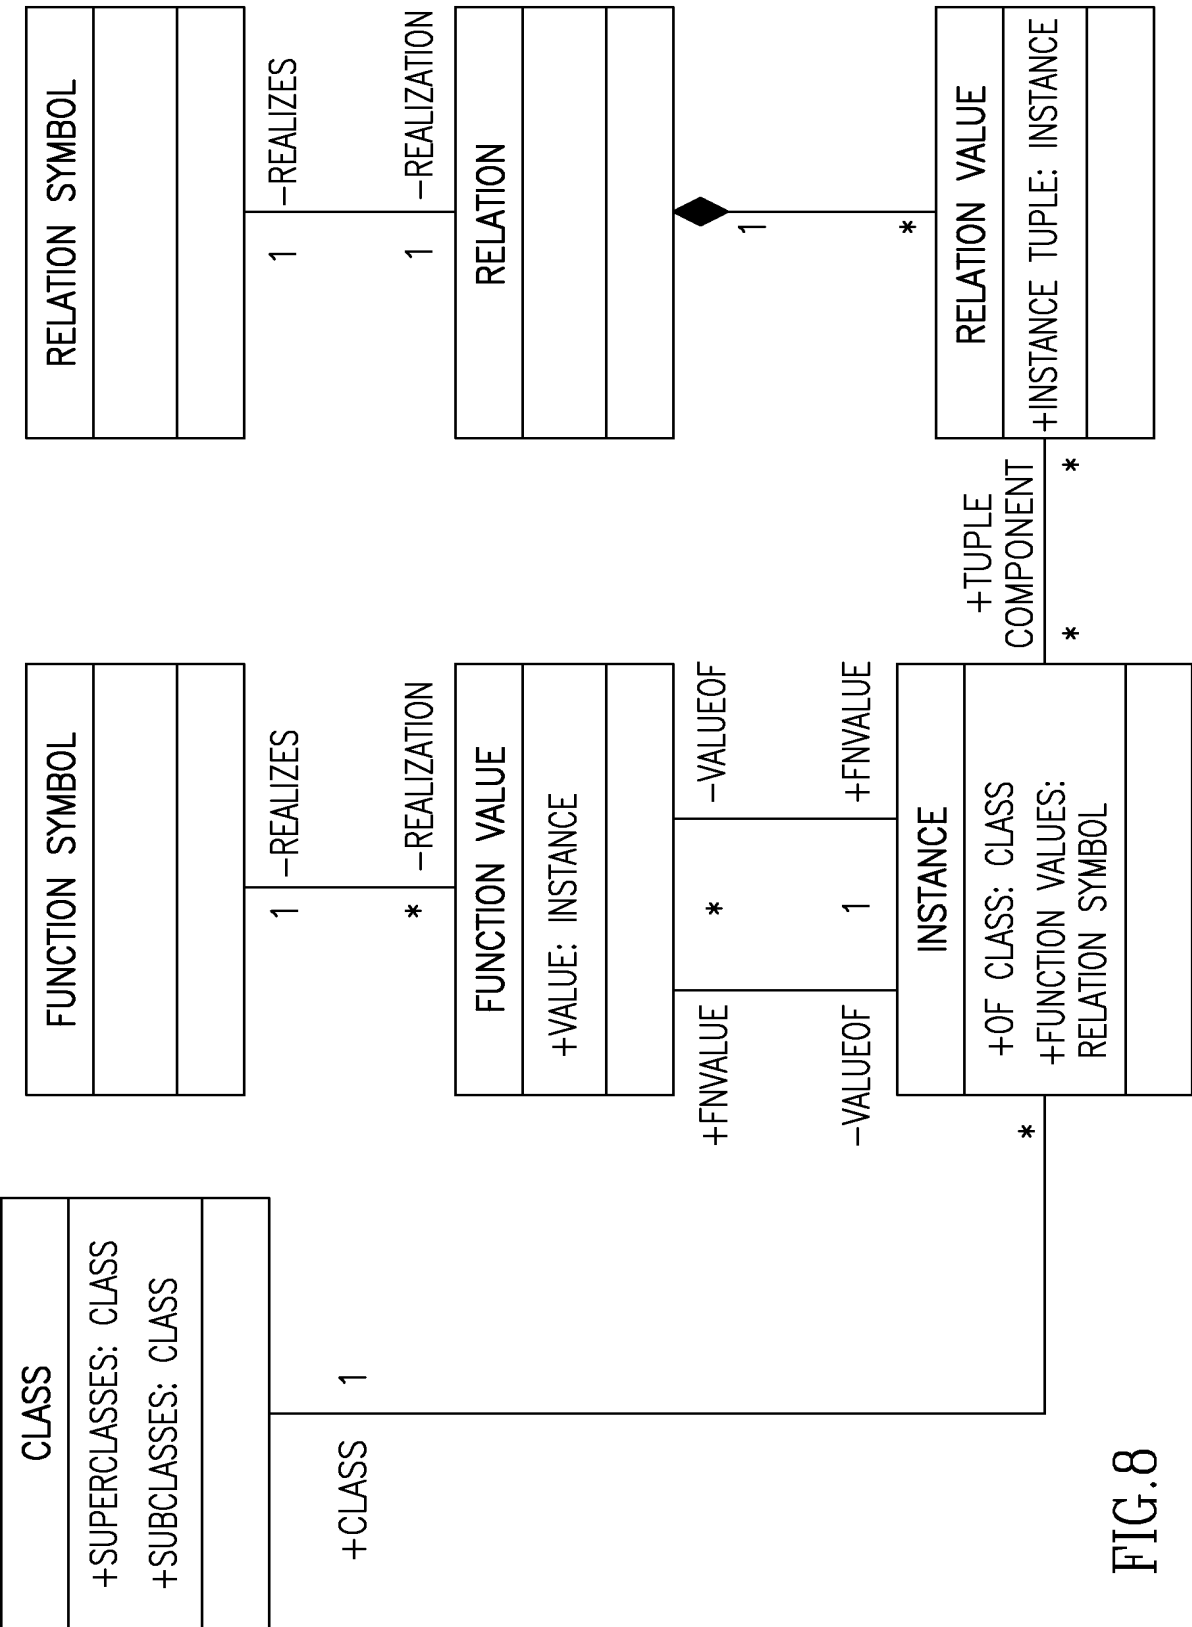 CLASS
+SUPERCLASSES: CLASS
+SUBCLASSES: CLASS
+CLASS
1
*
FUNCTION SYMBOL
1
-REALIZES
*
-REALIZATION
FUNCTION VALUE
+VALUE: INSTANCE
+FNVALUE
*
-VALUEOF
-VALUEOF
1
+FNVALUE
INSTANCE
+OF CLASS: CLASS
+FUNCTION VALUES:
RELATION SYMBOL
RELATION SYMBOL
1
-REALIZES
1
-REALIZATION
RELATION
1
*
RELATION VALUE
+INSTANCE TUPLE: INSTANCE
+TUPLE
COMPONENT
*
*
FIG.8